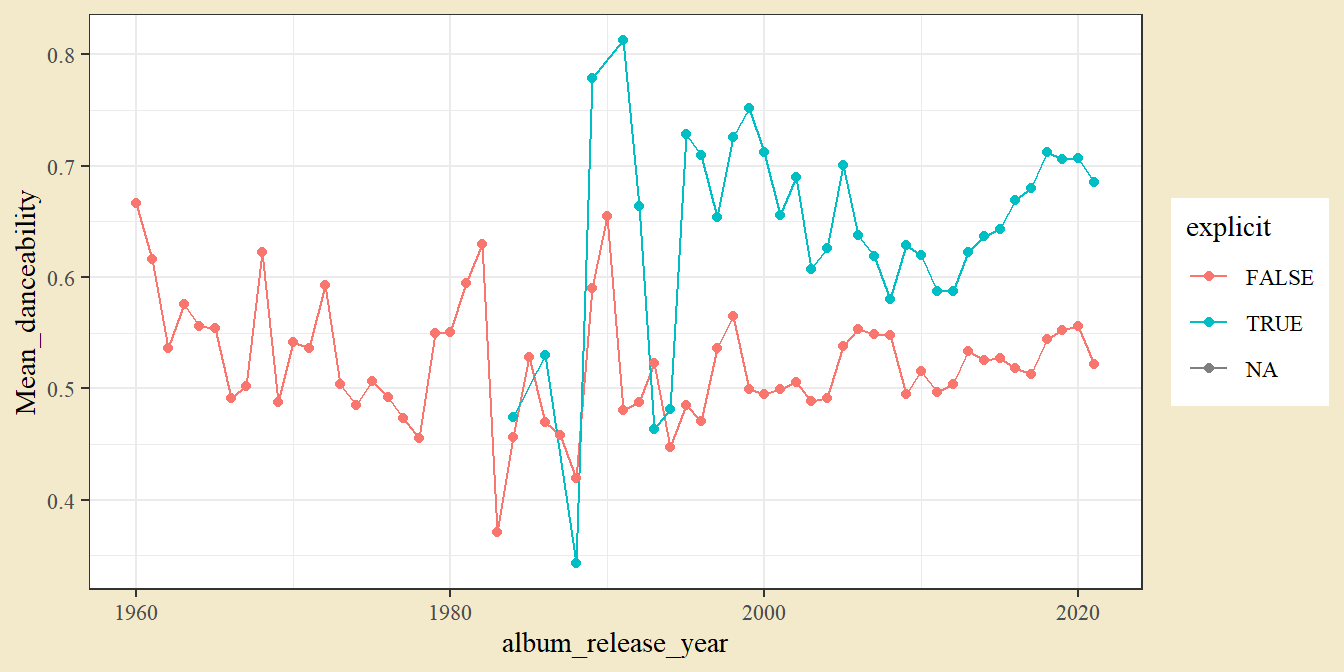 Mean_danceability
0.8
0.7
0.6
0.5
0.4
1960 1980 2000 2020
album_release_year
explicit
FALSE
TRUE
NA